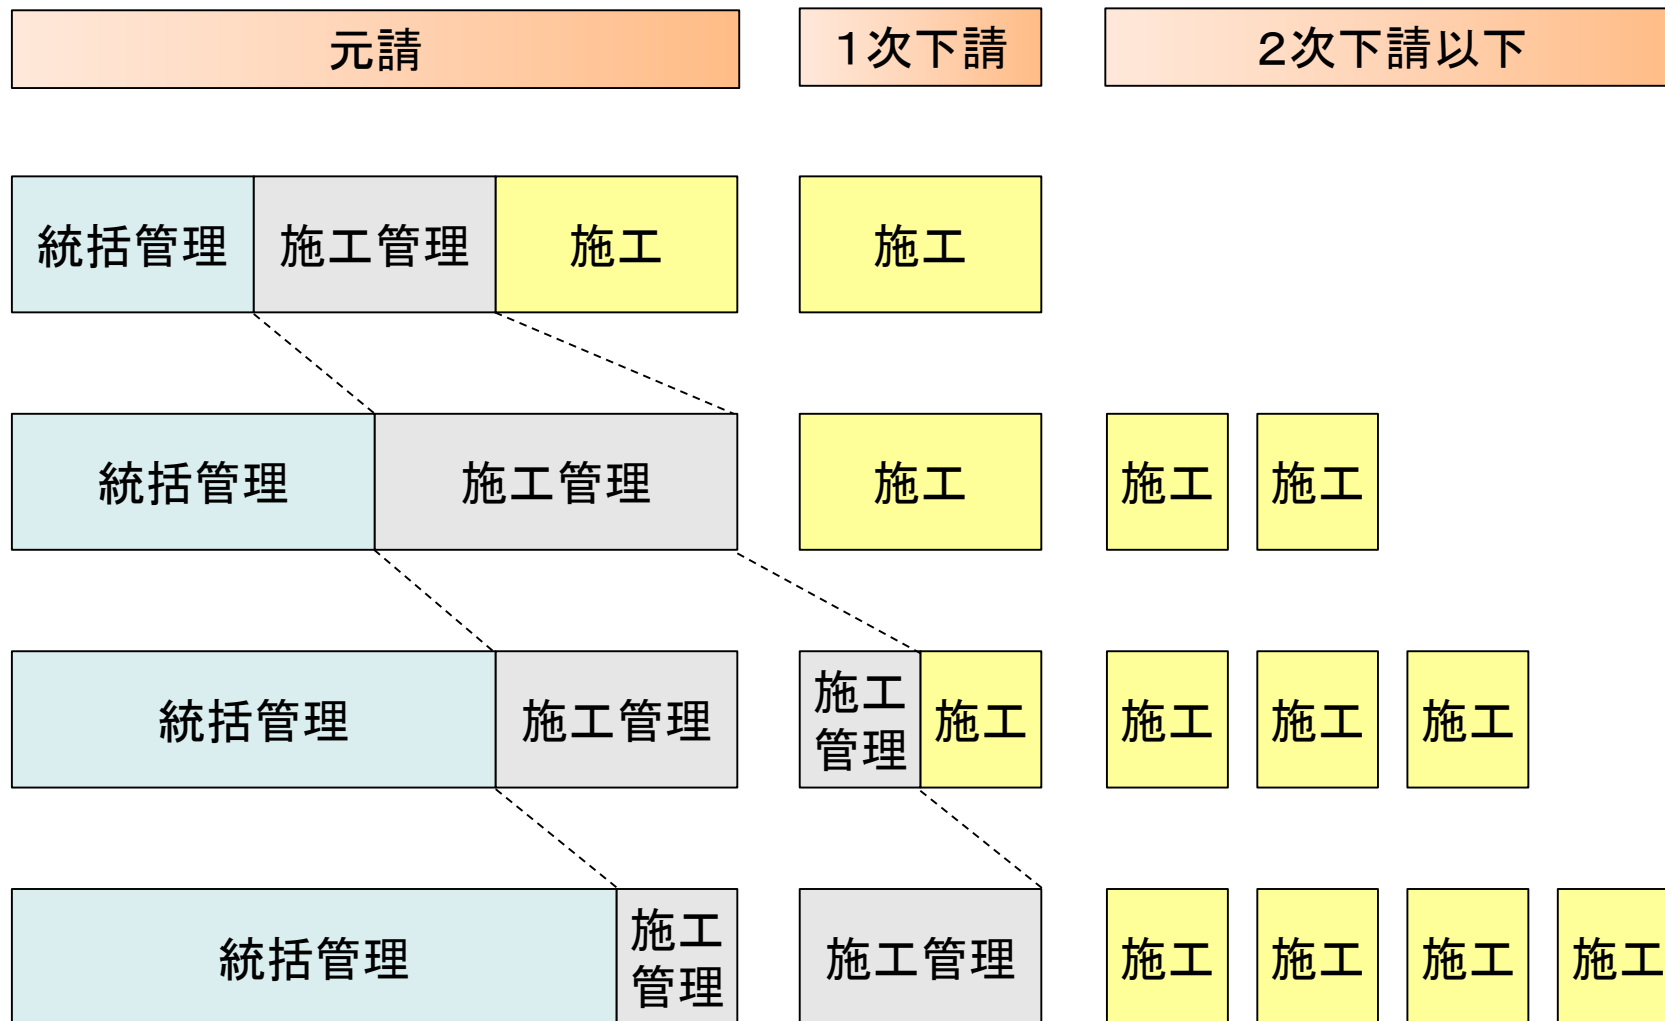 元請 １次下請 ２次下請以下
統括管理 施工管理 施工 施工
統括管理 施工管理 施工 施工 施工
統括管理 施工管理 施工
管理 施工 施工 施工 施工
統括管理 施工
管理 施工管理 施工 施工 施工 施工